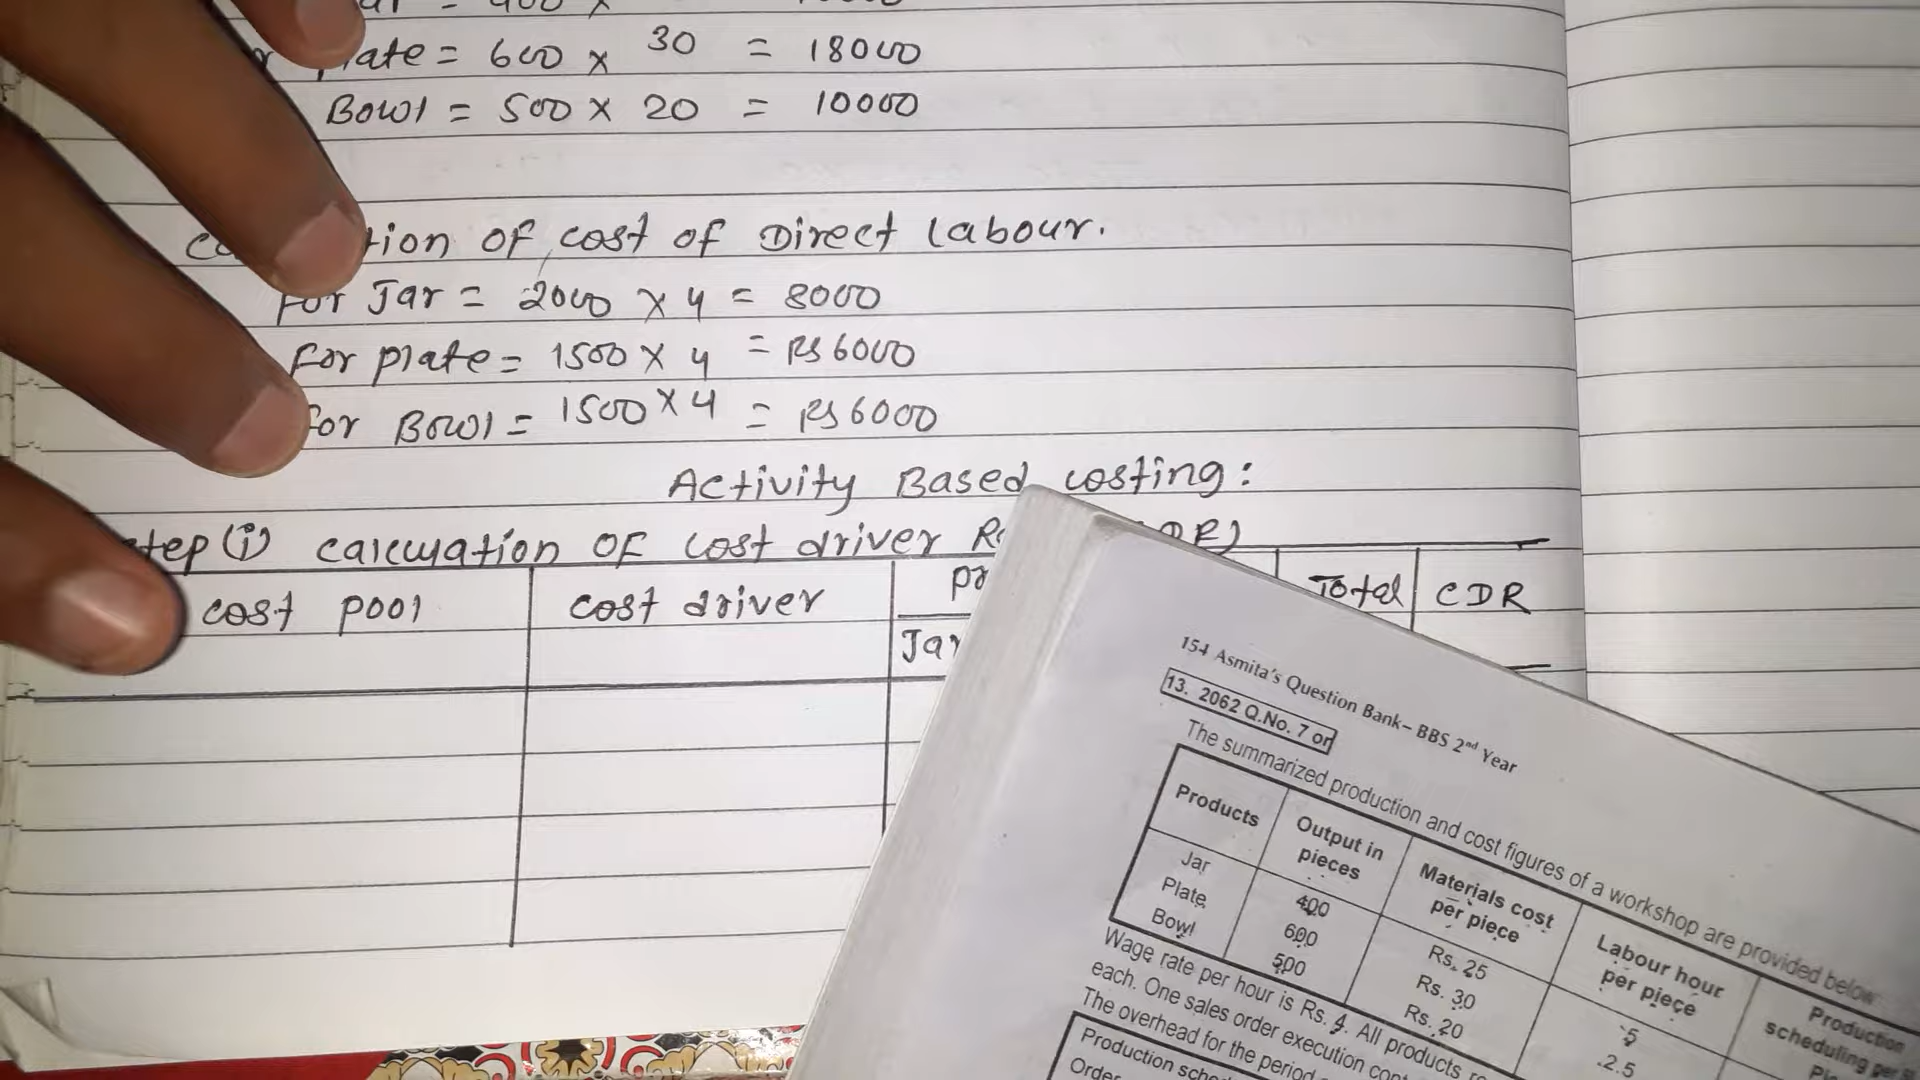 = 400 ×
= 600 × 30 = 18000
Bowl = 500 × 20 = 10000
OF cost of Direct Labour.
For Jar = 2000 × 4 = 8000
For plate = 1500 × 4 = Rs 6000
for Bowl = 1500 × 4 = Rs 6000
Activity Based costing:
step (i) calculation OF cost driver
cost pool cost driver Total CDR
Jar
154 Asmita's Question Bank – BBS 2nd Year
13. 2062 Q.No. 7 or
The summarized production and cost figures of a workshop are provided below
Products Output in pieces Materials cost per piece Labour hour per piece Production scheduling per
Jar 400 Rs. 25 5
Plate 600 Rs. 30 2.5
Bowl 500 Rs. 20
Wage rate per hour is Rs. 4. All products
each. One sales order execution
The overhead for the period
Production
Order